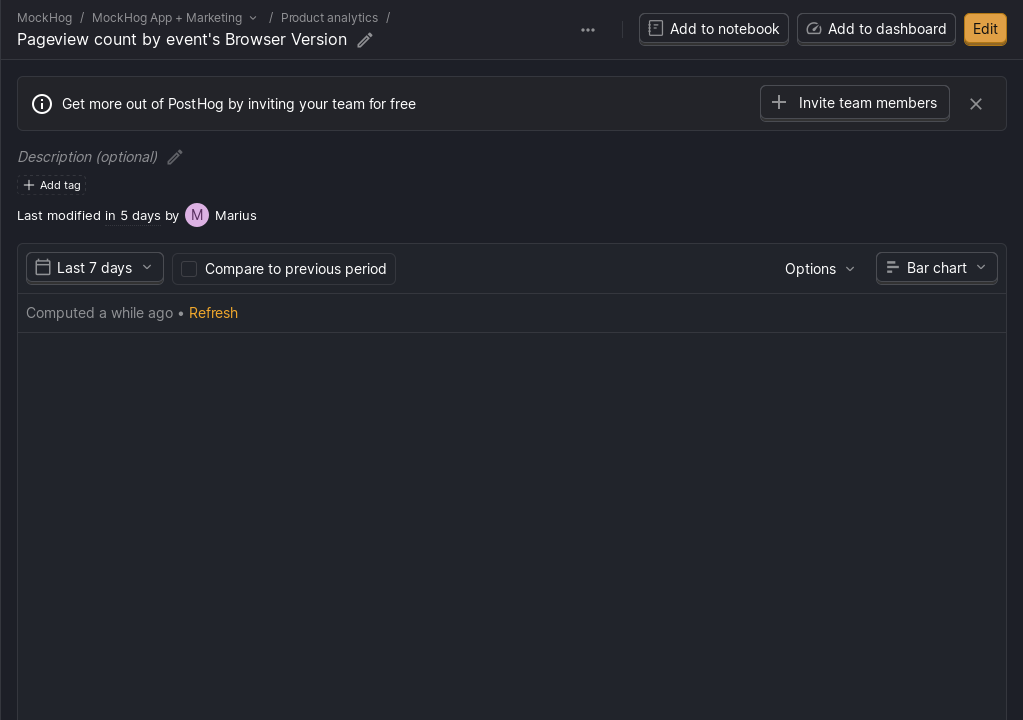 MockHog / MockHog App + Marketing / Product analytics /
Pageview count by event's Browser Version
Add to notebook
Add to dashboard
Edit
Get more out of PostHog by inviting your team for free
Invite team members
Description (optional)
Add tag
Last modified in 5 days by M Marius
Last 7 days
Compare to previous period
Options
Bar chart
Computed a while ago • Refresh